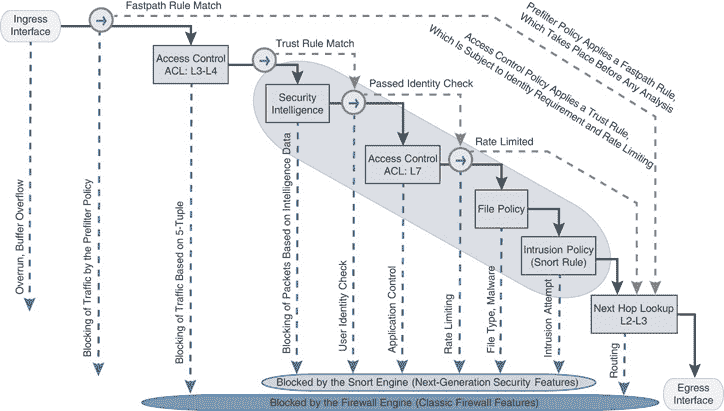 Ingress
Interface
Fastpath Rule Match
Access Control
ACL: L3-L4
Trust Rule Match
Security
Intelligence
Passed Identity Check
Access Control
ACL: L7
Rate Limited
File Policy
Intrusion Policy
(Snort Rule)
Next Hop Lookup
L2-L3
Egress
Interface
Prefilter Policy Applies a Fastpath Rule,
Which Takes Place Before Any Analysis
Access Control Policy Applies a Trust Rule,
Which Is Subject to Identity Requirement and Rate Limiting
Overrun, Buffer Overflow
Blocking of Traffic by the Prefilter Policy
Blocking of Traffic Based on 5-Tuple
Blocking of Packets Based on Intelligence Data
User Identity Check
Application Control
Rate Limiting
File Type, Malware
Intrusion Attempt
Routing
Blocked by the Snort Engine (Next-Generation Security Features)
Blocked by the Firewall Engine (Classic Firewall Features)